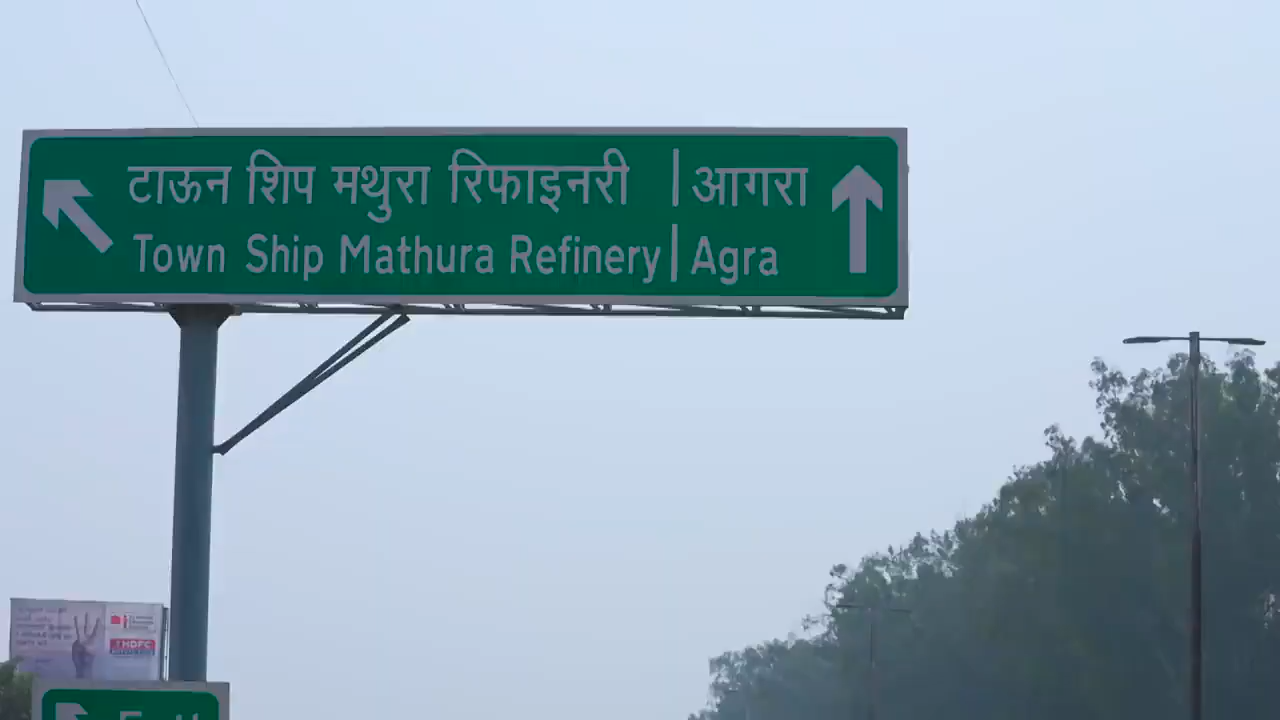 टाऊन शिप मथुरा रिफाइनरी | आगरा
Town Ship Mathura Refinery | Agra
HDFC